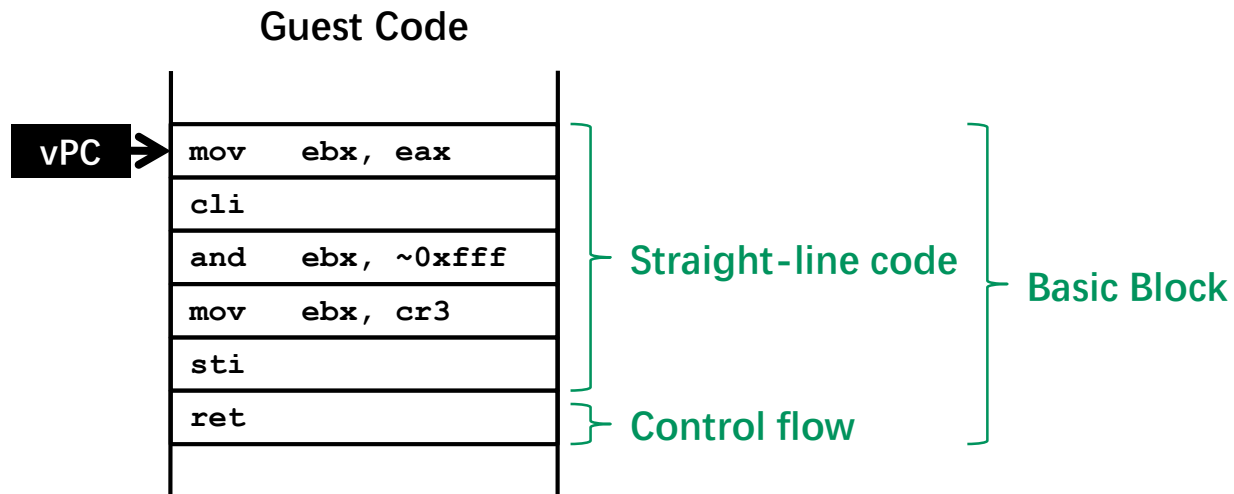 Guest Code
vPC
mov ebx, eax
cli
and ebx, ~0xfff
mov ebx, cr3
sti
ret
Straight-line code
Control flow
Basic Block